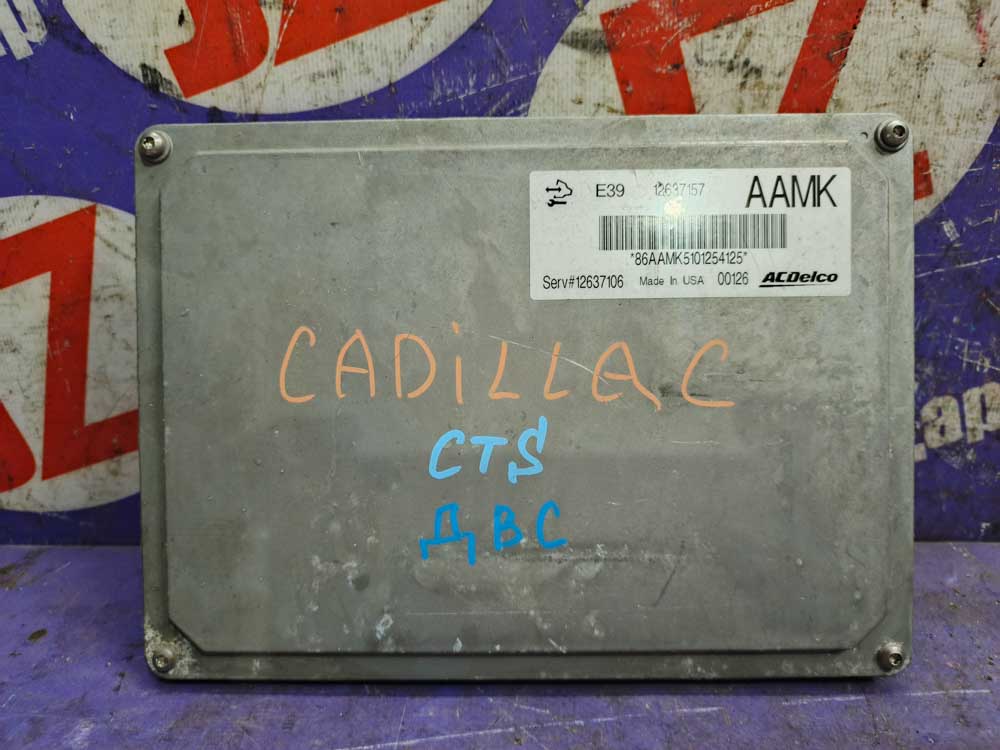 E39 12637157 AAMK
*86AAMK5101254125*
Serv#12637106 Made In USA 00126 ACDelco
CADiLLAC
CTS
ДВС